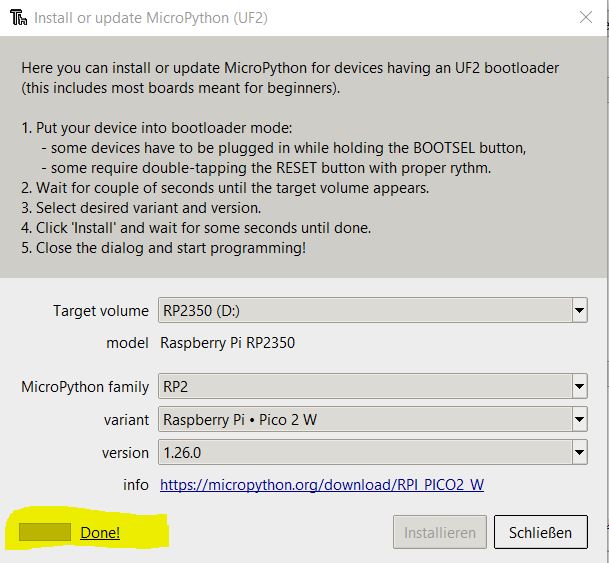 Th Install or update MicroPython (UF2)
Here you can install or update MicroPython for devices having an UF2 bootloader
(this includes most boards meant for beginners).
1. Put your device into bootloader mode:
- some devices have to be plugged in while holding the BOOTSEL button,
- some require double-tapping the RESET button with proper rythm.
2. Wait for couple of seconds until the target volume appears.
3. Select desired variant and version.
4. Click 'Install' and wait for some seconds until done.
5. Close the dialog and start programming!
Target volume RP2350 (D:)
model Raspberry Pi RP2350
MicroPython family RP2
variant Raspberry Pi • Pico 2 W
version 1.26.0
info https://micropython.org/download/RPI_PICO2_W
Done! Installieren Schließen